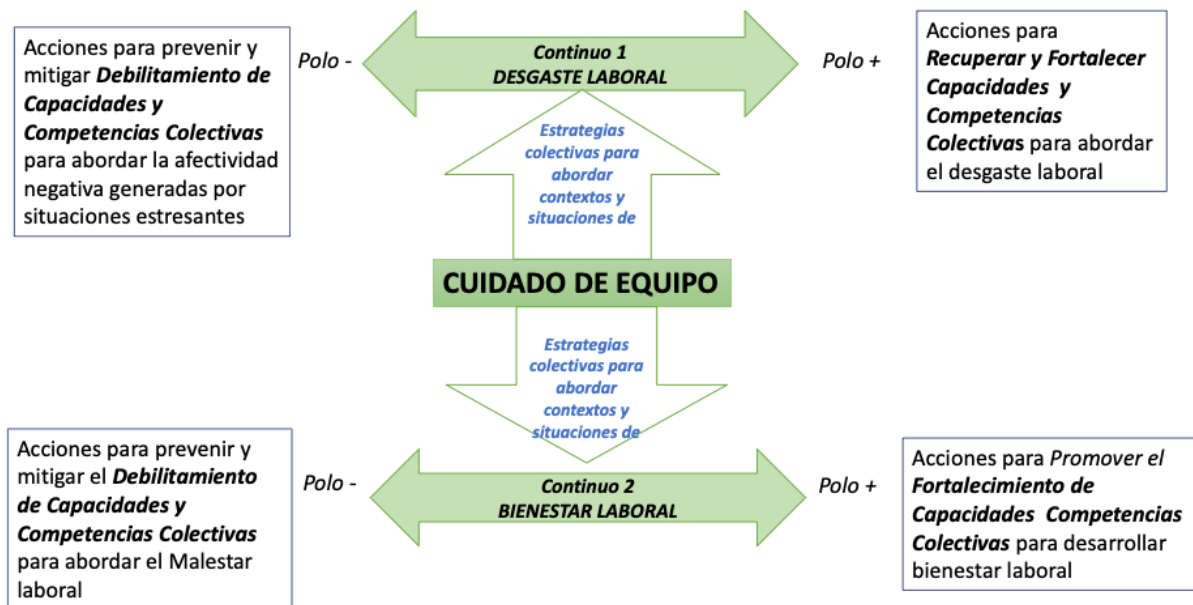 Acciones para prevenir y
mitigar Debilitamiento de
Capacidades y
Competencias Colectivas
para abordar la afectividad
negativa generadas por
situaciones estresantes
Polo -
Continuo 1
DESGASTE LABORAL
Polo +
Acciones para
Recuperar y Fortalecer
Capacidades y
Competencias
Colectivas para abordar
el desgaste laboral
Estrategias
colectivas para
abordar
contextos y
situaciones de
CUIDADO DE EQUIPO
Estrategias
colectivas para
abordar
contextos y
situaciones de
Acciones para prevenir y
mitigar el Debilitamiento
de Capacidades y
Competencias Colectivas
para abordar el Malestar
laboral
Polo -
Continuo 2
BIENESTAR LABORAL
Polo +
Acciones para Promover el
Fortalecimiento de
Capacidades Competencias
Colectivas para desarrollar
bienestar laboral